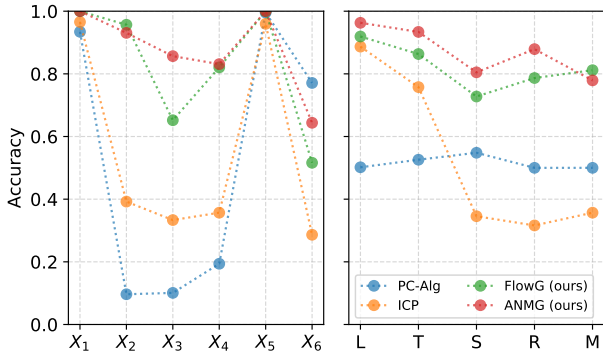 Accuracy
1.0
0.8
0.6
0.4
0.2
0.0
X1 X2 X3 X4 X5 X6
L T S R M
PC-Alg FlowG (ours)
ICP ANMG (ours)